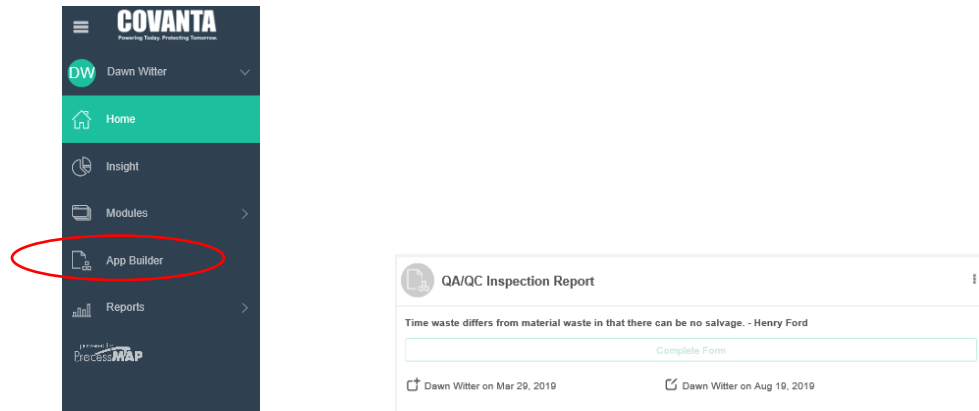 COVANTA
Powering Today. Protecting Tomorrow.
DW Dawn Witter
Home
Insight
Modules
App Builder
Reports
ProcessMAP
QA/QC Inspection Report
Time waste differs from material waste in that there can be no salvage. - Henry Ford
Complete Form
Dawn Witter on Mar 29, 2019 Dawn Witter on Aug 19, 2019